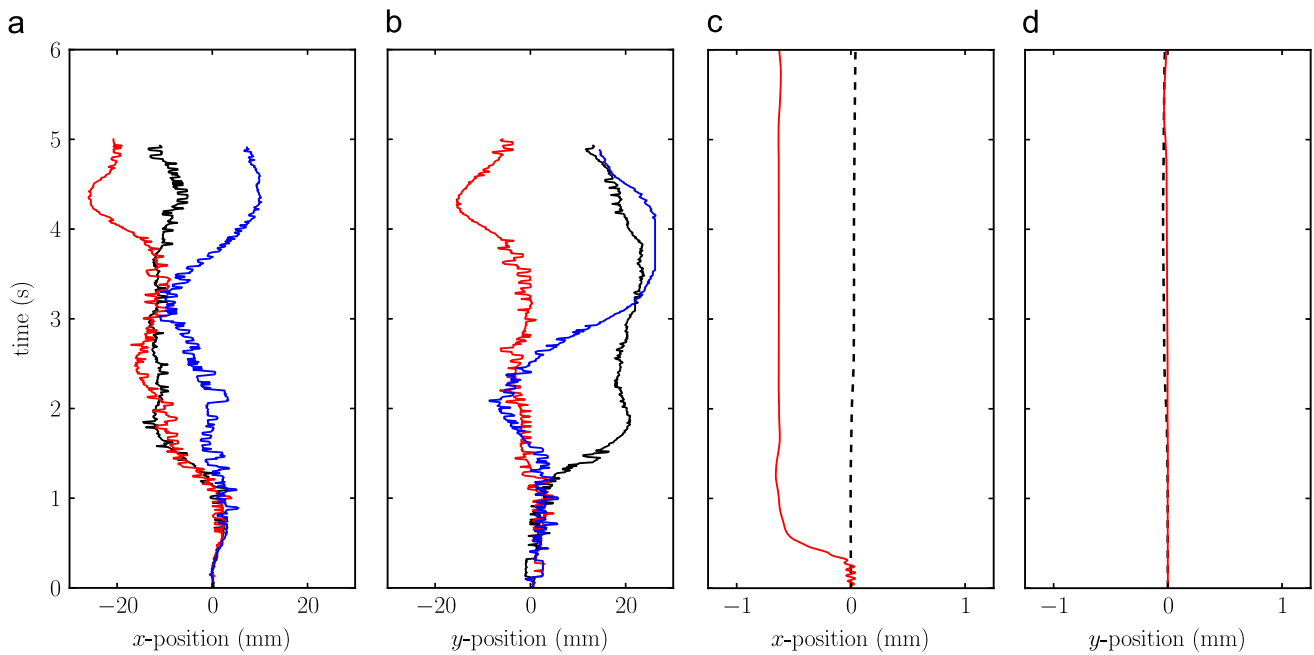 a
b
c
d
6
5
4
3
2
1
0
time (s)
−20 0 20
x-position (mm)
−20 0 20
y-position (mm)
−1 0 1
x-position (mm)
−1 0 1
y-position (mm)